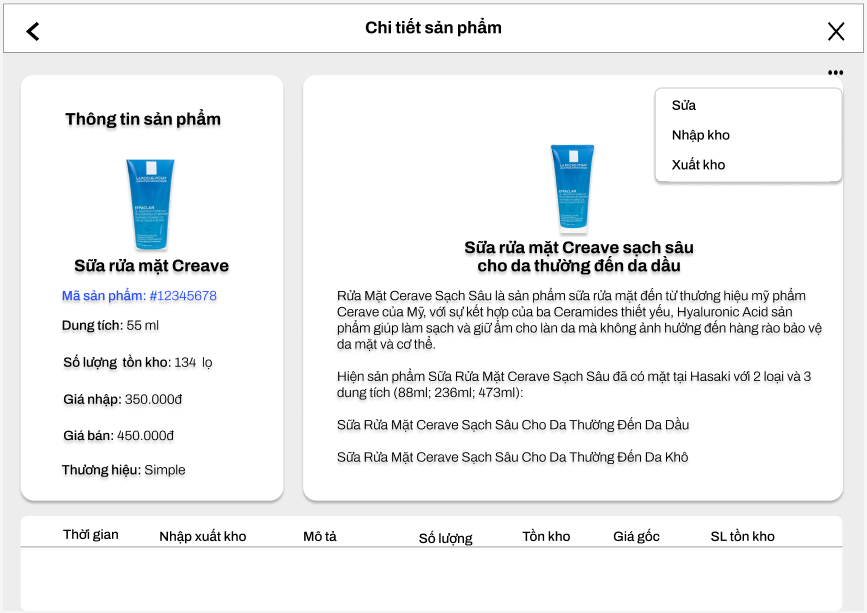 Chi tiết sản phẩm
Sửa
Nhập kho
Xuất kho
Thông tin sản phẩm
LA ROCHE-POSAY
EFFACLAR
Sữa rửa mặt Creave
Mã sản phẩm: #12345678
Dung tích: 55 ml
Số lượng tồn kho: 134 lọ
Giá nhập: 350.000đ
Giá bán: 450.000đ
Thương hiệu: Simple
LA ROCHE-POSAY
EFFACLAR
Sữa rửa mặt Creave sạch sâu
cho da thường đến da dầu
Rửa Mặt Cerave Sạch Sâu là sản phẩm sữa rửa mặt đến từ thương hiệu mỹ phẩm
Cerave của Mỹ, với sự kết hợp của ba Ceramides thiết yếu, Hyaluronic Acid sản
phẩm giúp làm sạch và giữ ẩm cho làn da mà không ảnh hưởng đến hàng rào bảo vệ
da mặt và cơ thể.
Hiện sản phẩm Sữa Rửa Mặt Cerave Sạch Sâu đã có mặt tại Hasaki với 2 loại và 3
dung tích (88ml; 236ml; 473ml):
Sữa Rửa Mặt Cerave Sạch Sâu Cho Da Thường Đến Da Dầu
Sữa Rửa Mặt Cerave Sạch Sâu Cho Da Thường Đến Da Khô
Thời gian Nhập xuất kho Mô tả Số lượng Tồn kho Giá gốc SL tồn kho